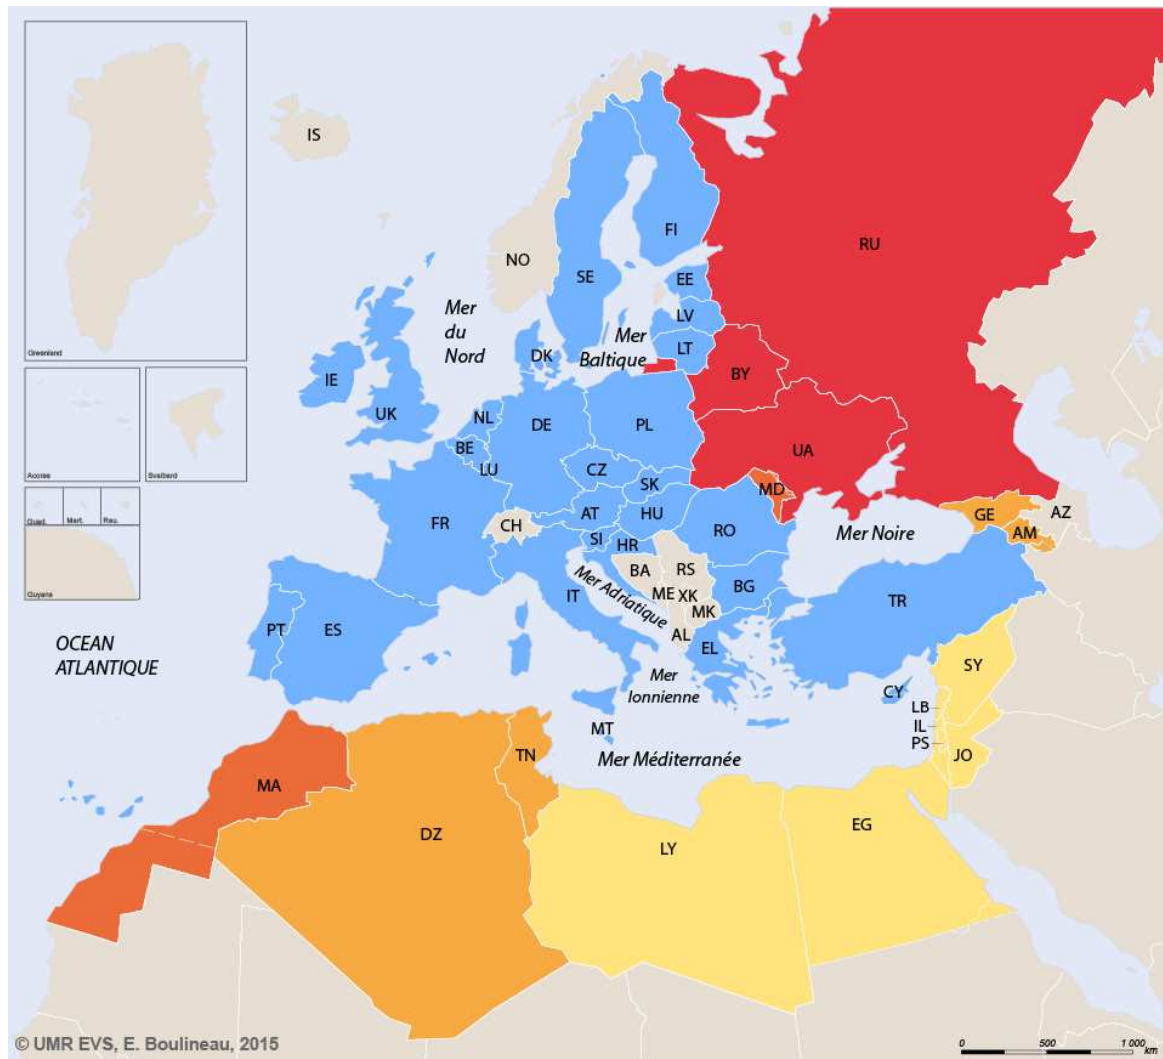 IS
Greenland
NO
FI
RU
SE
EE
Mer
du
Nord
LV
Mer
Baltique
LT
DK
IE
BY
UK
NL
DE
PL
BE
Acores
Svalbard
LU
CZ
UA
SK
MD
Guad.
Mart.
Reu.
FR
AT
HU
CH
RO
GE
AZ
AM
Mer Noire
SI
HR
BA
RS
Mer Adriatique
ME
XK
BG
IT
MK
TR
Guyane
PT
ES
AL
EL
OCEAN
ATLANTIQUE
SY
Mer
Ionnienne
CY
LB
IL
PS
MT
JO
Mer Méditerranée
TN
MA
DZ
LY
EG
© UMR EVS, E. Boulineau, 2015
0 500 1 000
km